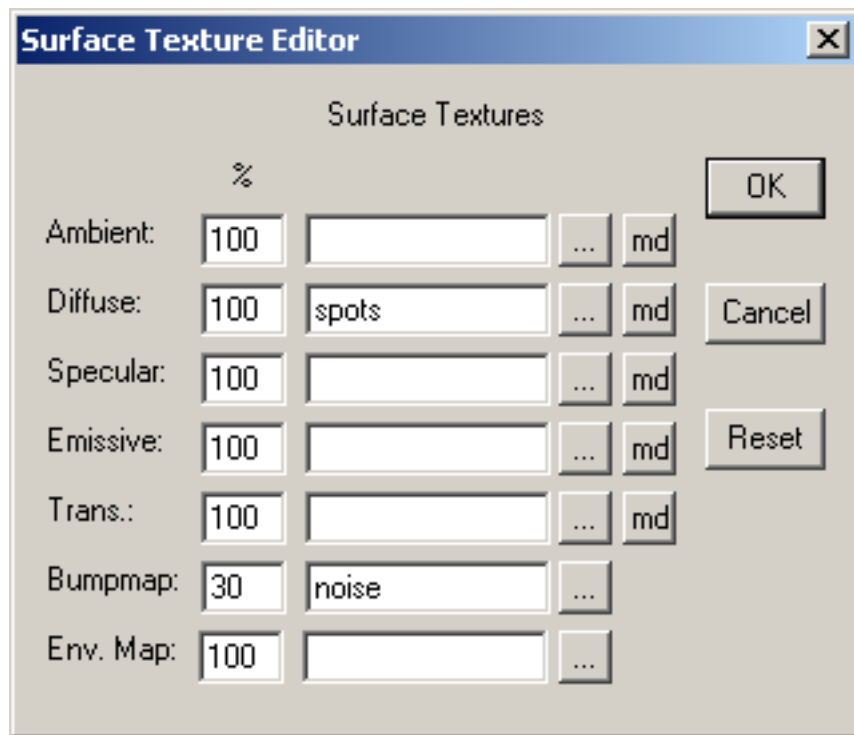 Surface Texture Editor
Surface Textures
%
OK
Ambient: 100 ... md
Diffuse: 100 spots ... md
Cancel
Specular: 100 ... md
Emissive: 100 ... md
Reset
Trans.: 100 ... md
Bumpmap: 30 noise ...
Env. Map: 100 ...